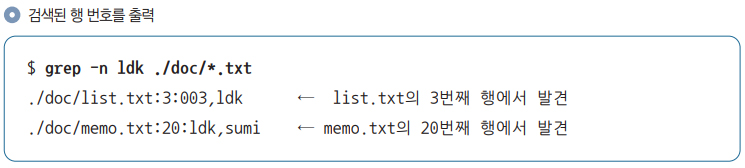 검색된 행 번호를 출력
$ grep -n ldk ./doc/*.txt
./doc/list.txt:3:003,ldk ← list.txt의 3번째 행에서 발견
./doc/memo.txt:20:ldk,sumi ← memo.txt의 20번째 행에서 발견